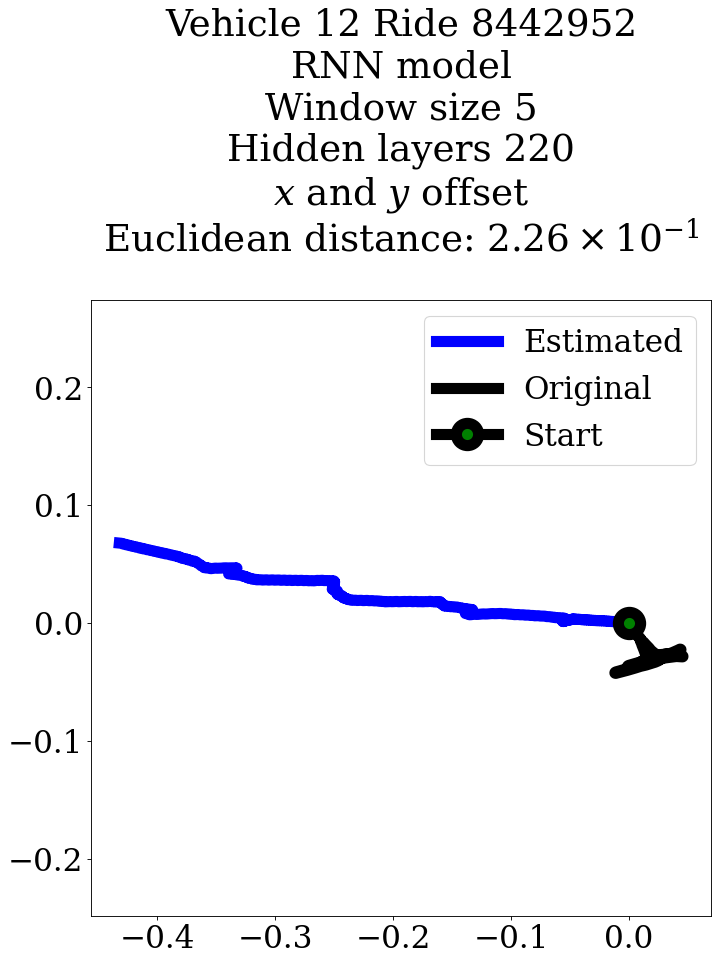 Vehicle 12 Ride 8442952
RNN model
Window size 5
Hidden layers 220
x and y offset
Euclidean distance: 2.26 × 10⁻¹
Estimated
Original
Start
0.2
0.1
0.0
−0.1
−0.2
−0.4 −0.3 −0.2 −0.1 0.0